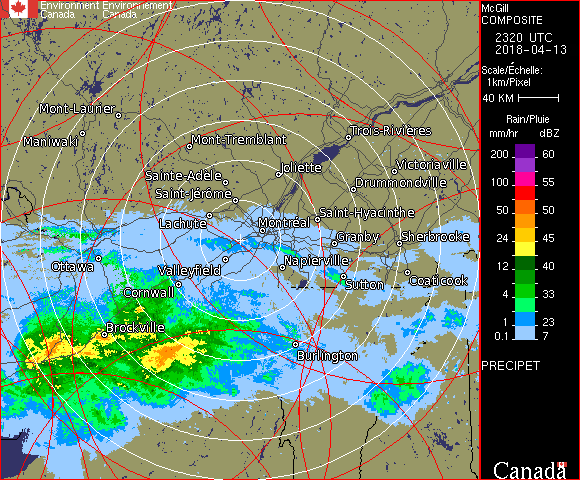 Environment Environnement
Canada Canada
McGill
COMPOSITE
2320 UTC
2018-04-13
Scale/Échelle:
1km/Pixel
40 KM
Rain/Pluie
mm/hr dBZ
200 60
100 55
50 50
24 45
12 40
4 33
1 23
0.1 7
PRECIPET
Canada
Mont-Laurier
Maniwaki
Mont-Tremblant
Trois-Rivières
Sainte-Adèle
Joliette
Victoriaville
Saint-Jérôme
Drummondville
Lachute
Montréal
Saint-Hyacinthe
Granby
Sherbrooke
Ottawa
Valleyfield
Napierville
Cornwall
Sutton
Coaticook
Brockville
Burlington